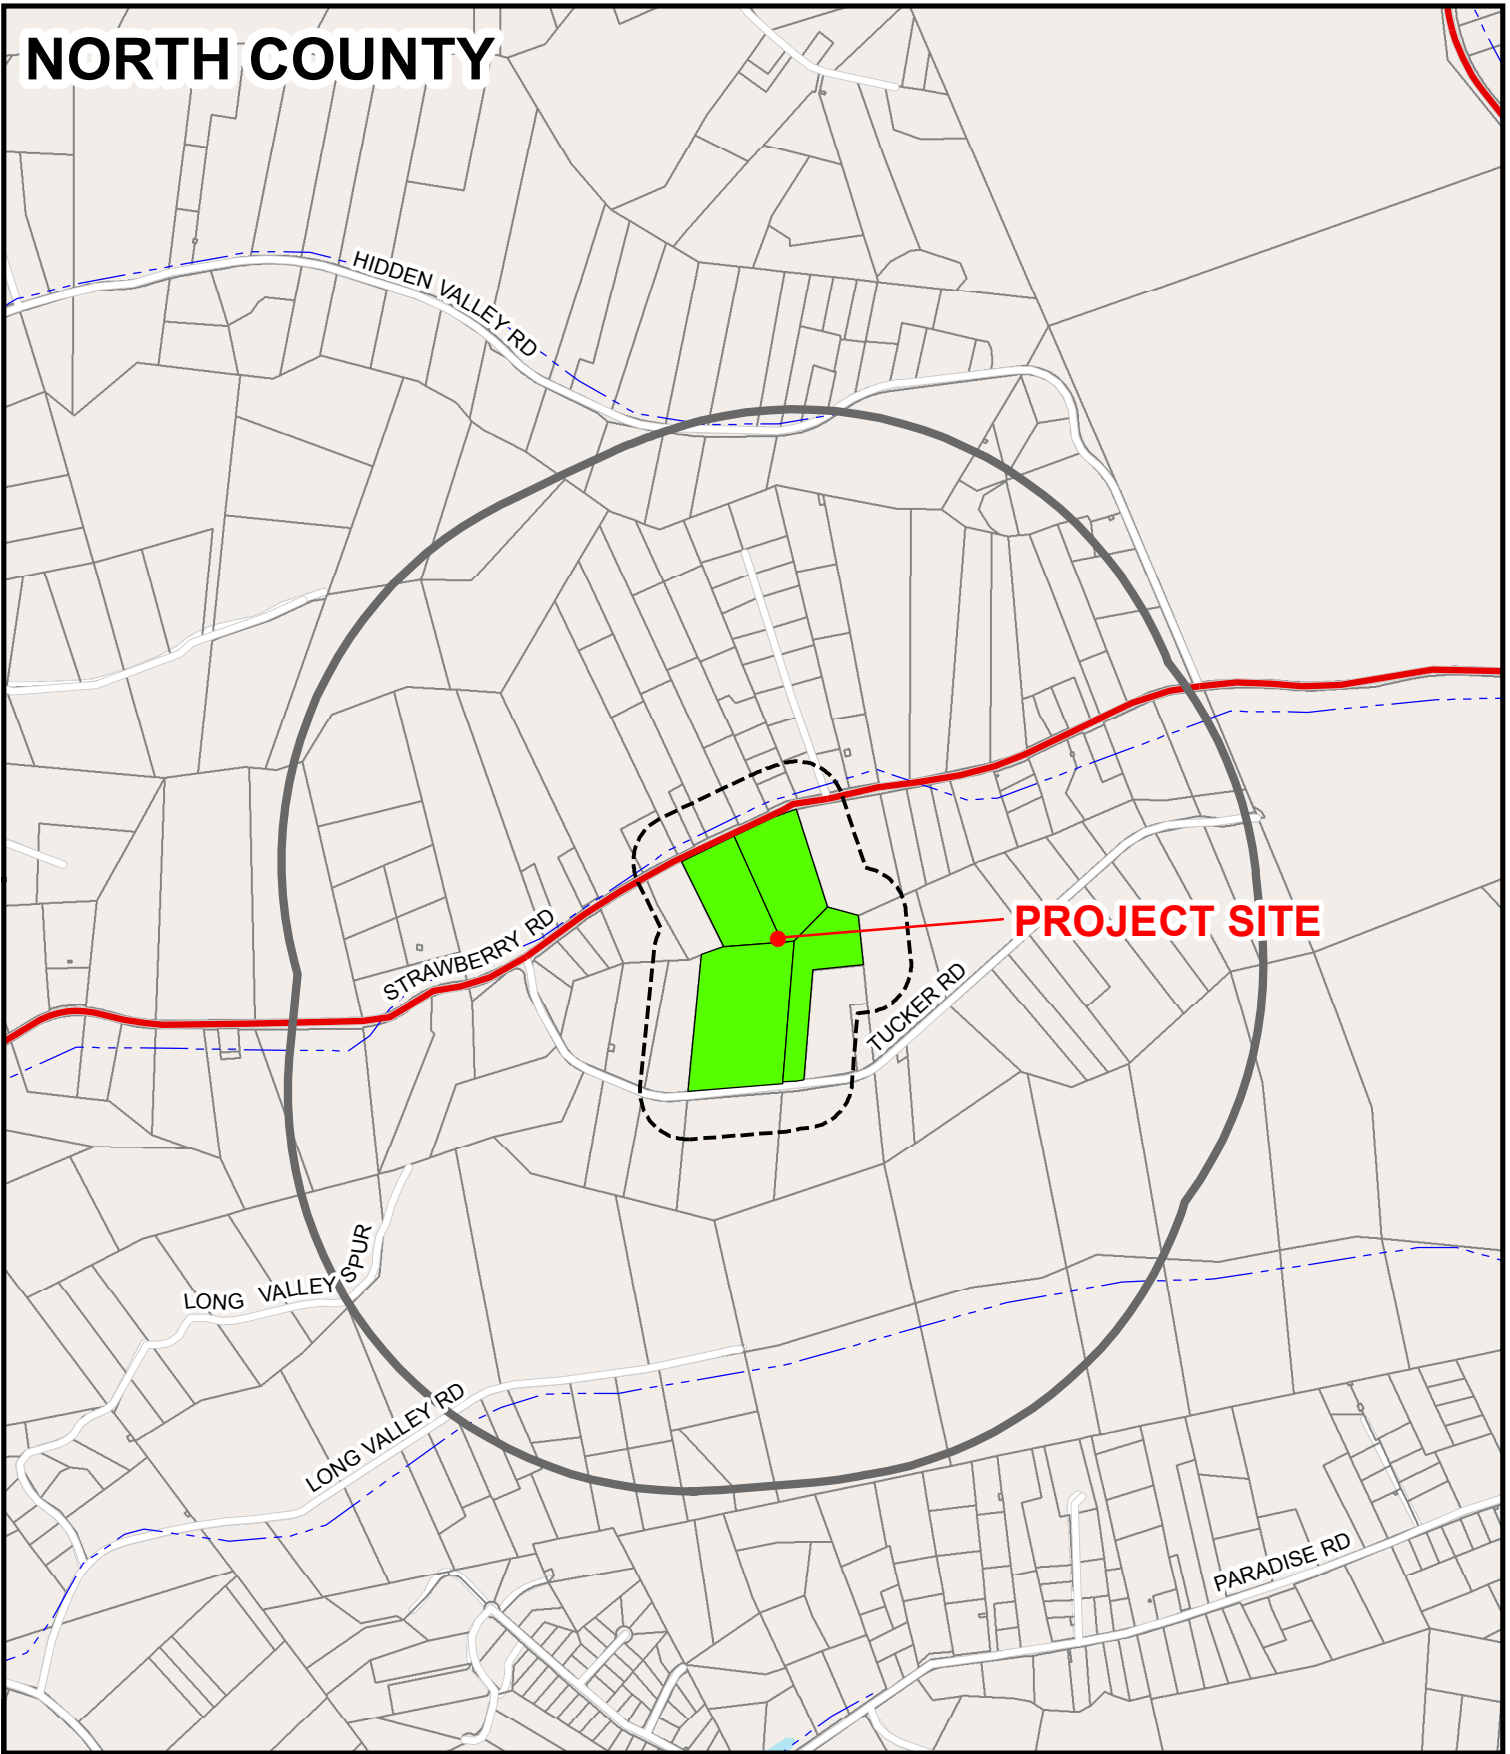 NORTH COUNTY
HIDDEN VALLEY RD
STRAWBERRY RD
PROJECT SITE
TUCKER RD
LONG VALLEY SPUR
LONG VALLEY RD
PARADISE RD